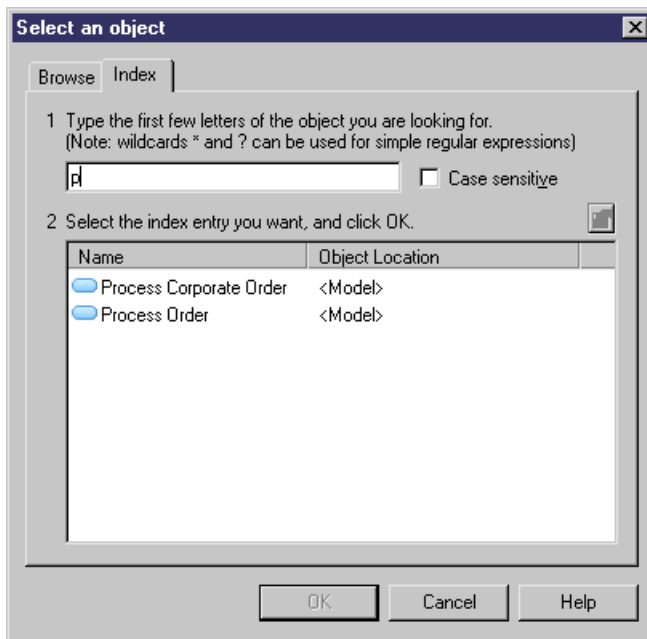 Select an object
Browse Index
1 Type the first few letters of the object you are looking for.
(Note: wildcards * and ? can be used for simple regular expressions)
p
Case sensitive
2 Select the index entry you want, and click OK.
Name Object Location
Process Corporate Order <Model>
Process Order <Model>
OK Cancel Help